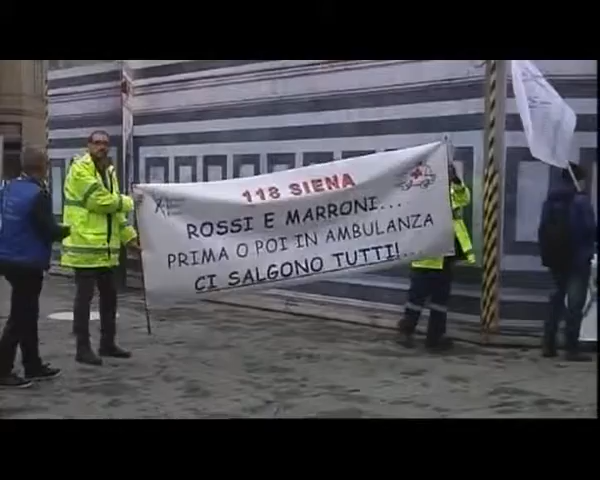 118 SIENA
ROSSI E MARRONI...
PRIMA O POI IN AMBULANZA
CI SALGONO TUTTI!...